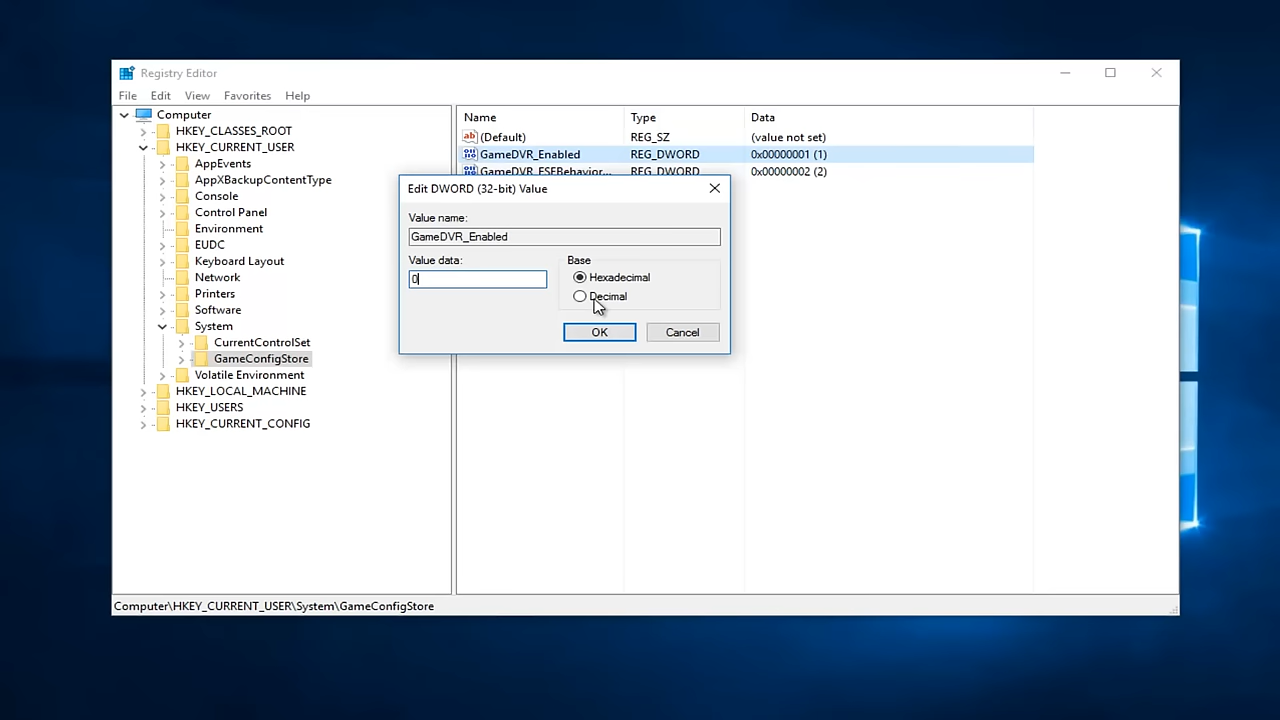 Registry Editor
File Edit View Favorites Help
Computer
HKEY_CLASSES_ROOT
HKEY_CURRENT_USER
AppEvents
AppXBackupContentType
Console
Control Panel
Environment
EUDC
Keyboard Layout
Network
Printers
Software
System
CurrentControlSet
GameConfigStore
Volatile Environment
HKEY_LOCAL_MACHINE
HKEY_USERS
HKEY_CURRENT_CONFIG
Name Type Data
ab (Default) REG_SZ (value not set)
GameDVR_Enabled REG_DWORD 0x00000001 (1)
GameDVR_FSEBehavior... REG_DWORD 0x00000002 (2)
Edit DWORD (32-bit) Value
Value name:
GameDVR_Enabled
Value data: Base
0 Hexadecimal
Decimal
OK Cancel
Computer\HKEY_CURRENT_USER\System\GameConfigStore